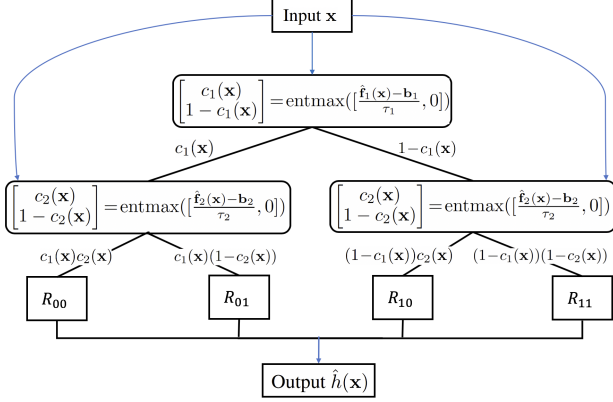 Input x
[c₁(x) 1 − c₁(x)] = entmax([(f̂₁(x)−b₁)/τ₁, 0])
c₁(x) 1−c₁(x)
[c₂(x) 1 − c₂(x)] = entmax([(f̂₂(x)−b₂)/τ₂, 0]) [c₂(x) 1 − c₂(x)] = entmax([(f̂₂(x)−b₂)/τ₂, 0])
c₁(x)c₂(x) c₁(x)(1−c₂(x)) (1−c₁(x))c₂(x) (1−c₁(x))(1−c₂(x))
R₀₀ R₀₁ R₁₀ R₁₁
Output ĥ(x)